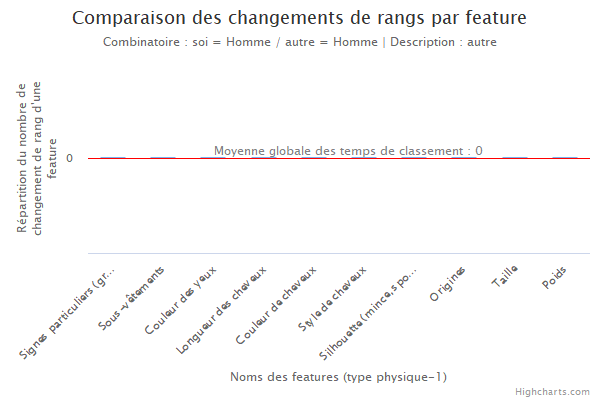 Comparaison des changements de rangs par feature
Combinatoire : soi = Homme / autre = Homme | Description : autre
Répartition du nombre de
changement de rang d'une
feature
0
Moyenne globale des temps de classement : 0
Signes particuliers (gr…
Sous-vêtements
Couleur des yeux
Longueur des cheveux
Couleur de cheveux
Style de cheveux
Silhouette (mince, spo…
Origines
Taille
Poids
Noms des features (type physique-1)
Highcharts.com